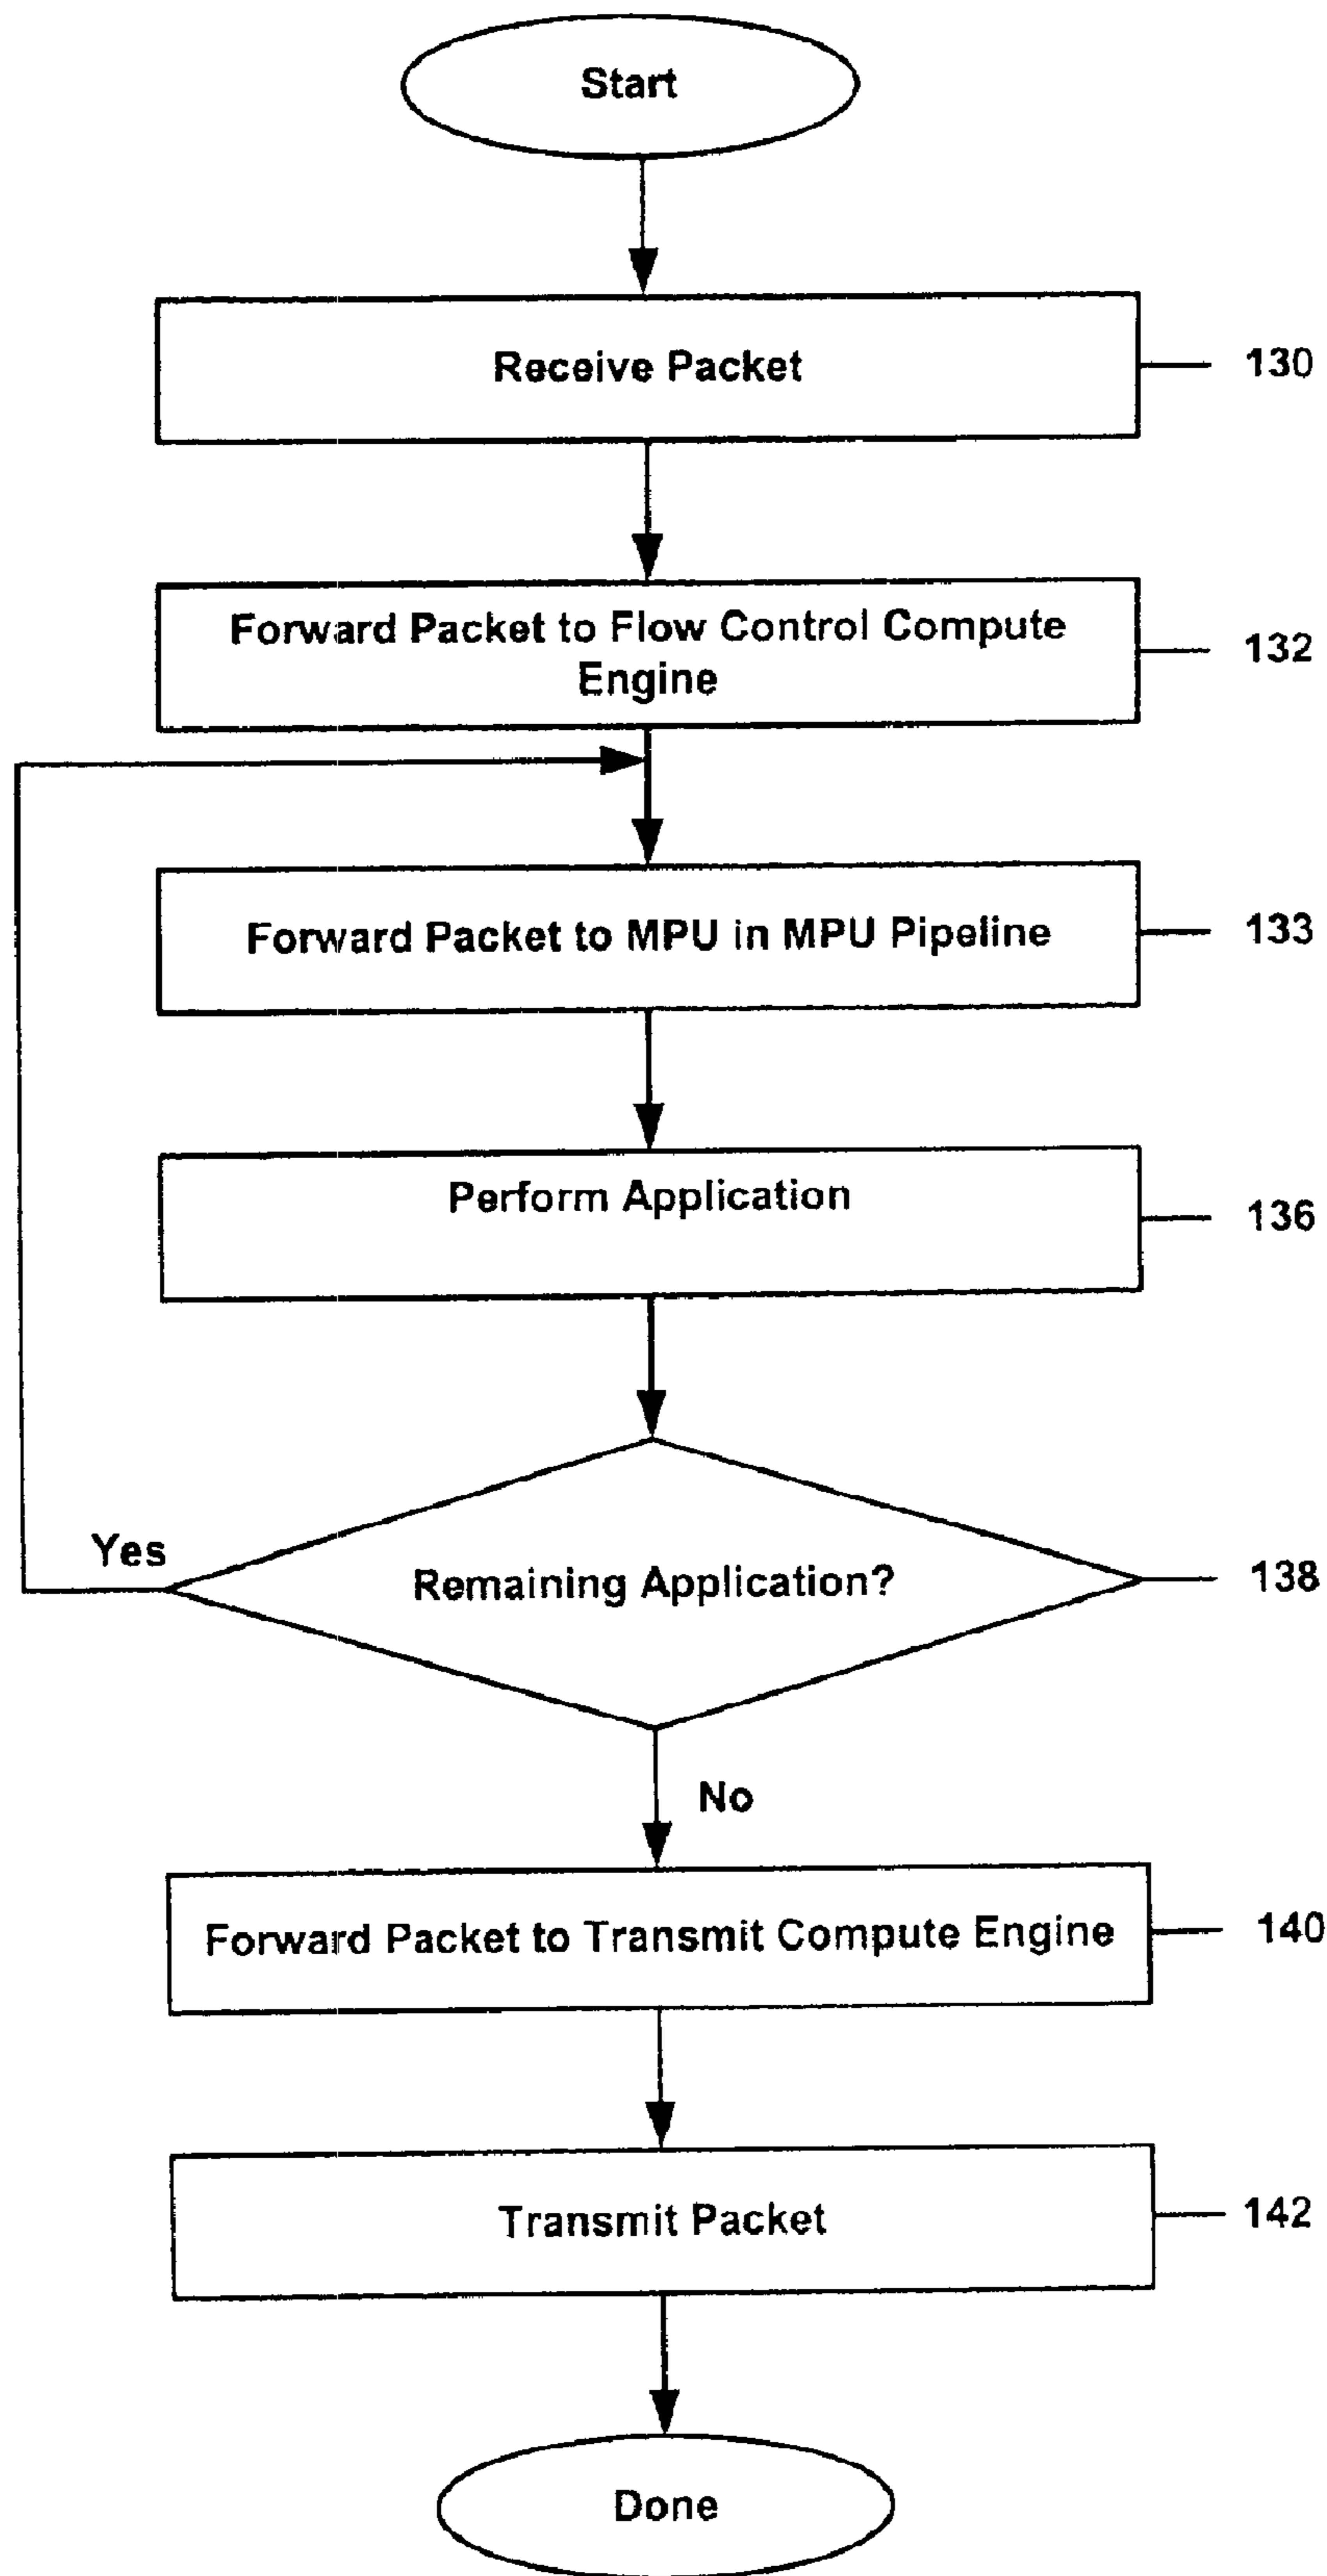 Start
Receive Packet
130
Forward Packet to Flow Control Compute
Engine
132
Forward Packet to MPU in MPU Pipeline
133
Perform Application
136
Yes
Remaining Application?
138
No
Forward Packet to Transmit Compute Engine
140
Transmit Packet
142
Done